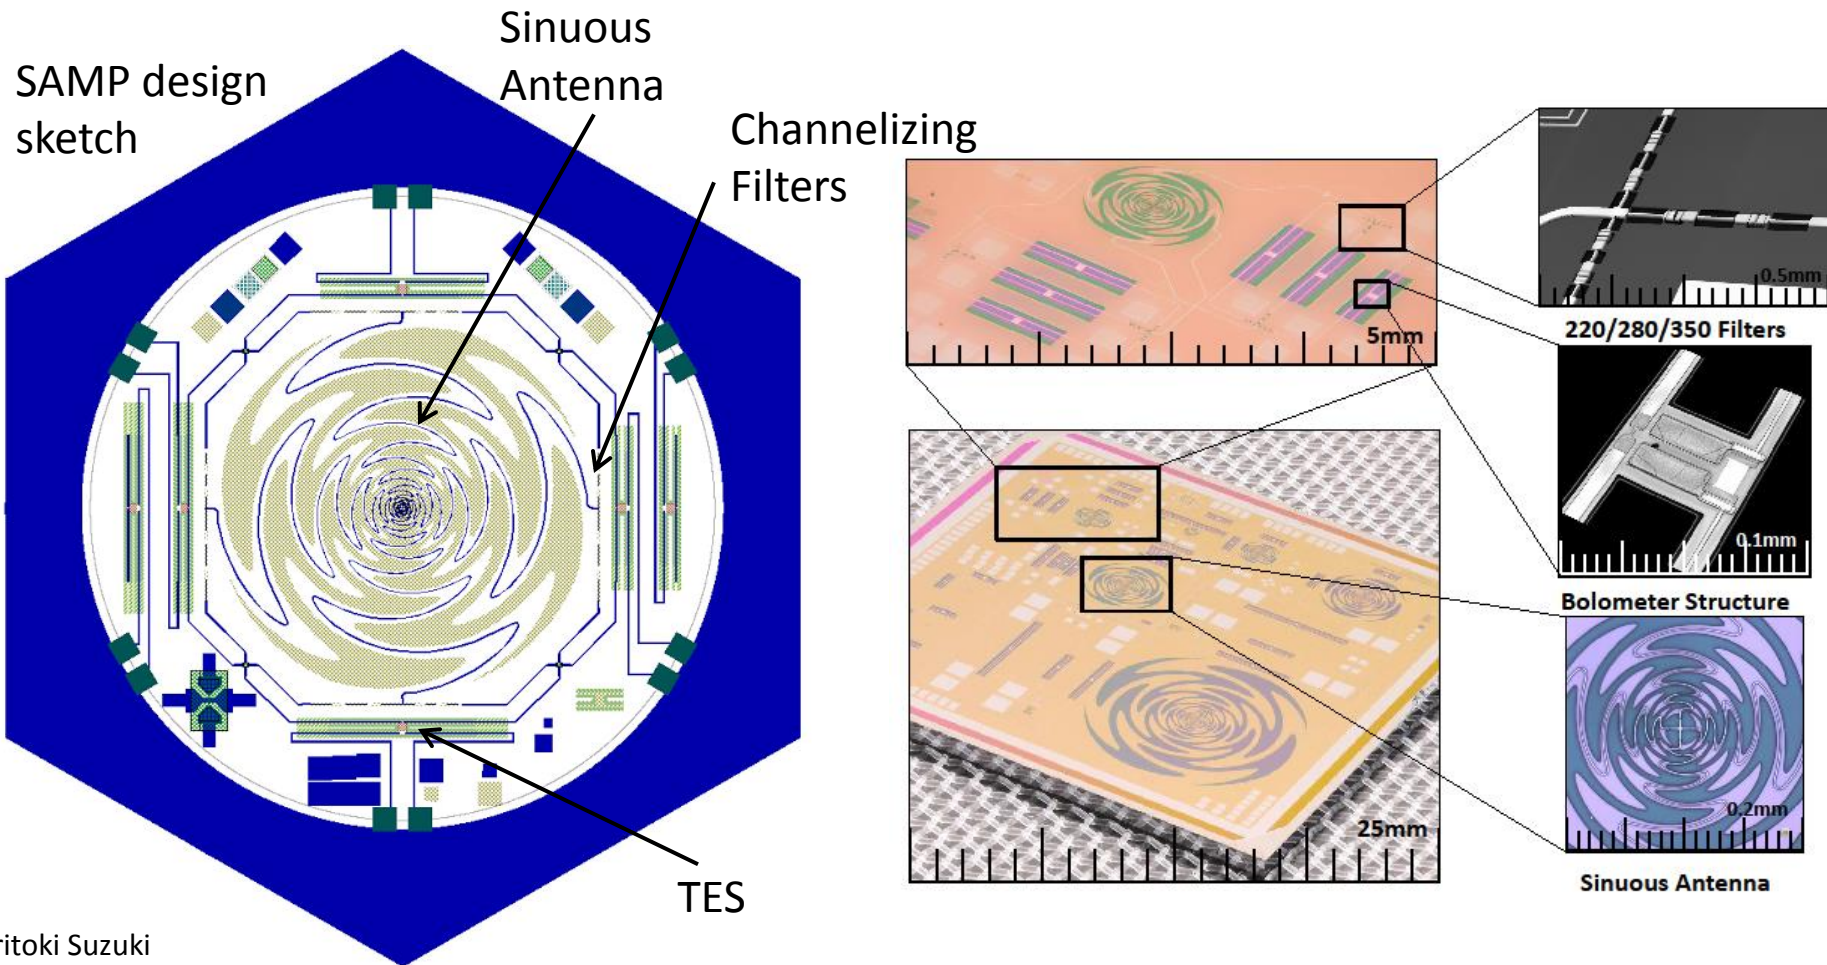 SAMP design
sketch
Sinuous
Antenna
Channelizing
Filters
TES
ritoki Suzuki
5mm
0.5mm
220/280/350 Filters
0.1mm
Bolometer Structure
25mm
0.2mm
Sinuous Antenna